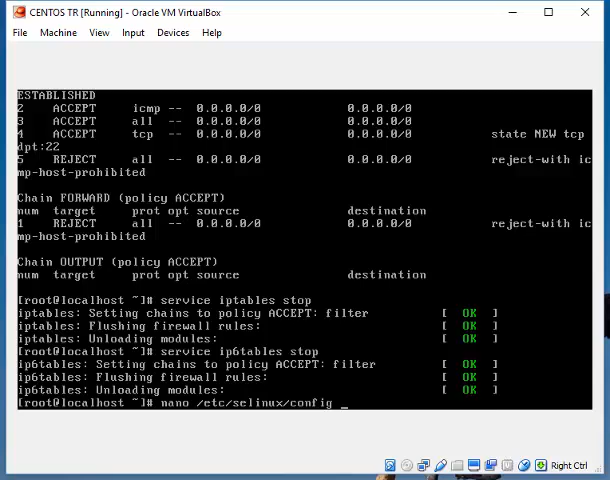 CENTOS TR [Running] - Oracle VM VirtualBox
File Machine View Input Devices Help
ESTABLISHED
2 ACCEPT icmp -- 0.0.0.0/0 0.0.0.0/0
3 ACCEPT all -- 0.0.0.0/0 0.0.0.0/0
4 ACCEPT tcp -- 0.0.0.0/0 0.0.0.0/0 state NEW tcp
dpt:22
5 REJECT all -- 0.0.0.0/0 0.0.0.0/0 reject-with ic
mp-host-prohibited
Chain FORWARD (policy ACCEPT)
num target prot opt source destination
1 REJECT all -- 0.0.0.0/0 0.0.0.0/0 reject-with ic
mp-host-prohibited
Chain OUTPUT (policy ACCEPT)
num target prot opt source destination
[root@localhost ~]# service iptables stop
iptables: Setting chains to policy ACCEPT: filter [ OK ]
iptables: Flushing firewall rules: [ OK ]
iptables: Unloading modules: [ OK ]
[root@localhost ~]# service ip6tables stop
ip6tables: Setting chains to policy ACCEPT: filter [ OK ]
ip6tables: Flushing firewall rules: [ OK ]
ip6tables: Unloading modules: [ OK ]
[root@localhost ~]# nano /etc/selinux/config _
Right Ctrl